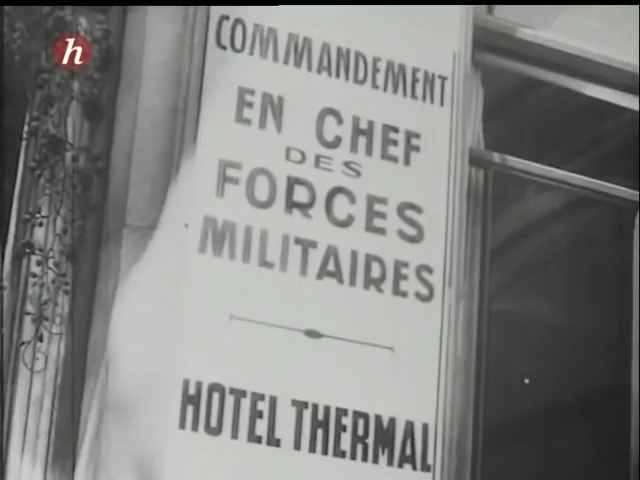 h
COMMANDEMENT
EN CHEF
DES
FORCES
MILITAIRES
HOTEL THERMAL